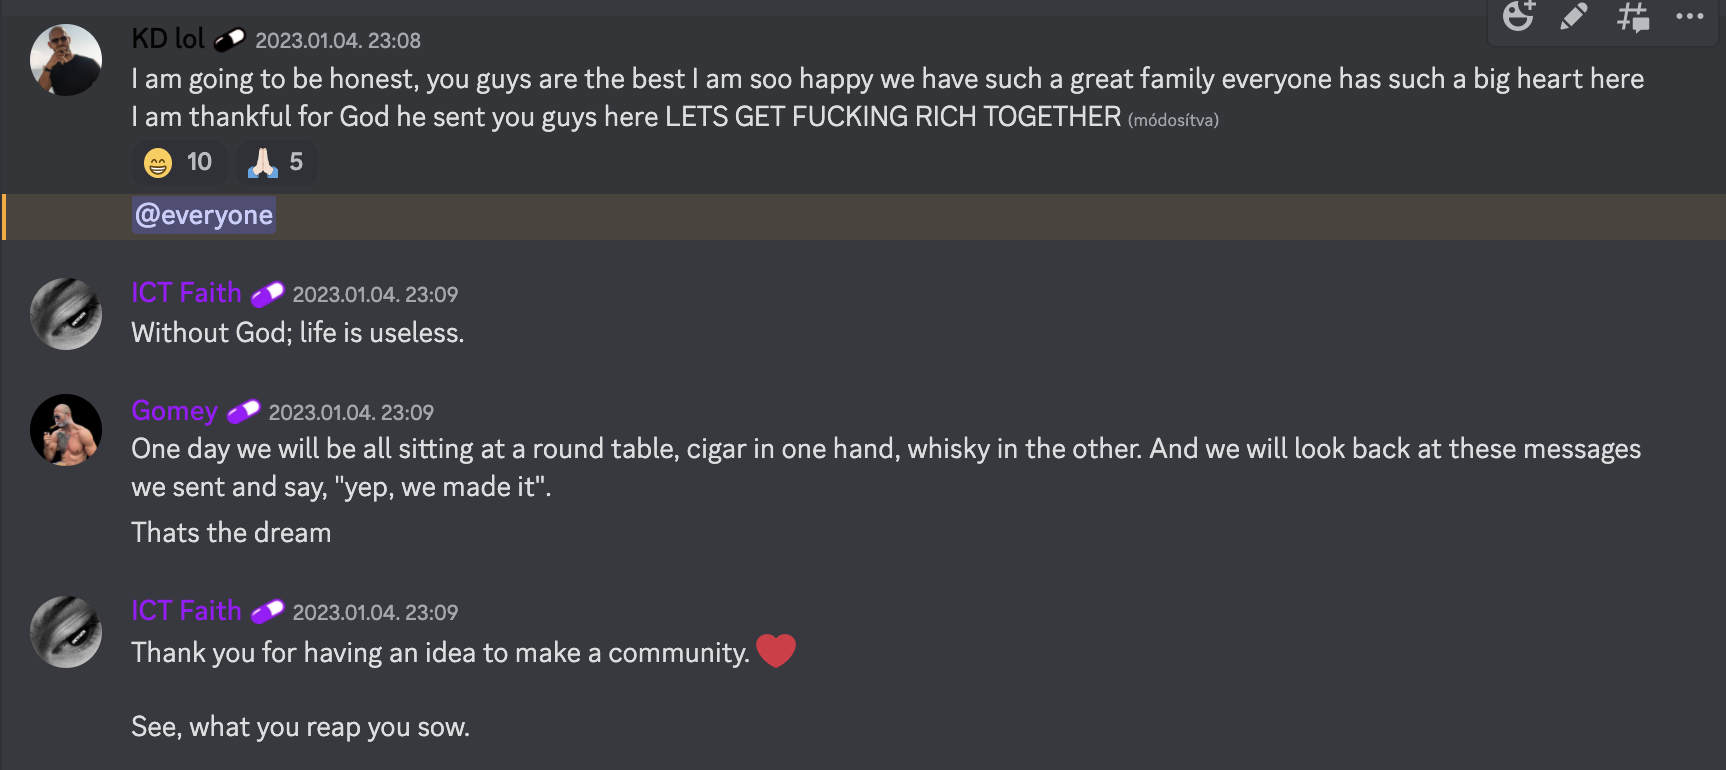 KD lol 2023.01.04. 23:08
I am going to be honest, you guys are the best I am soo happy we have such a great family everyone has such a big heart here
I am thankful for God he sent you guys here LETS GET FUCKING RICH TOGETHER (módosítva)
10 5
@everyone
ICT Faith 2023.01.04. 23:09
Without God; life is useless.
Gomey 2023.01.04. 23:09
One day we will be all sitting at a round table, cigar in one hand, whisky in the other. And we will look back at these messages
we sent and say, "yep, we made it".
Thats the dream
ICT Faith 2023.01.04. 23:09
Thank you for having an idea to make a community.
See, what you reap you sow.